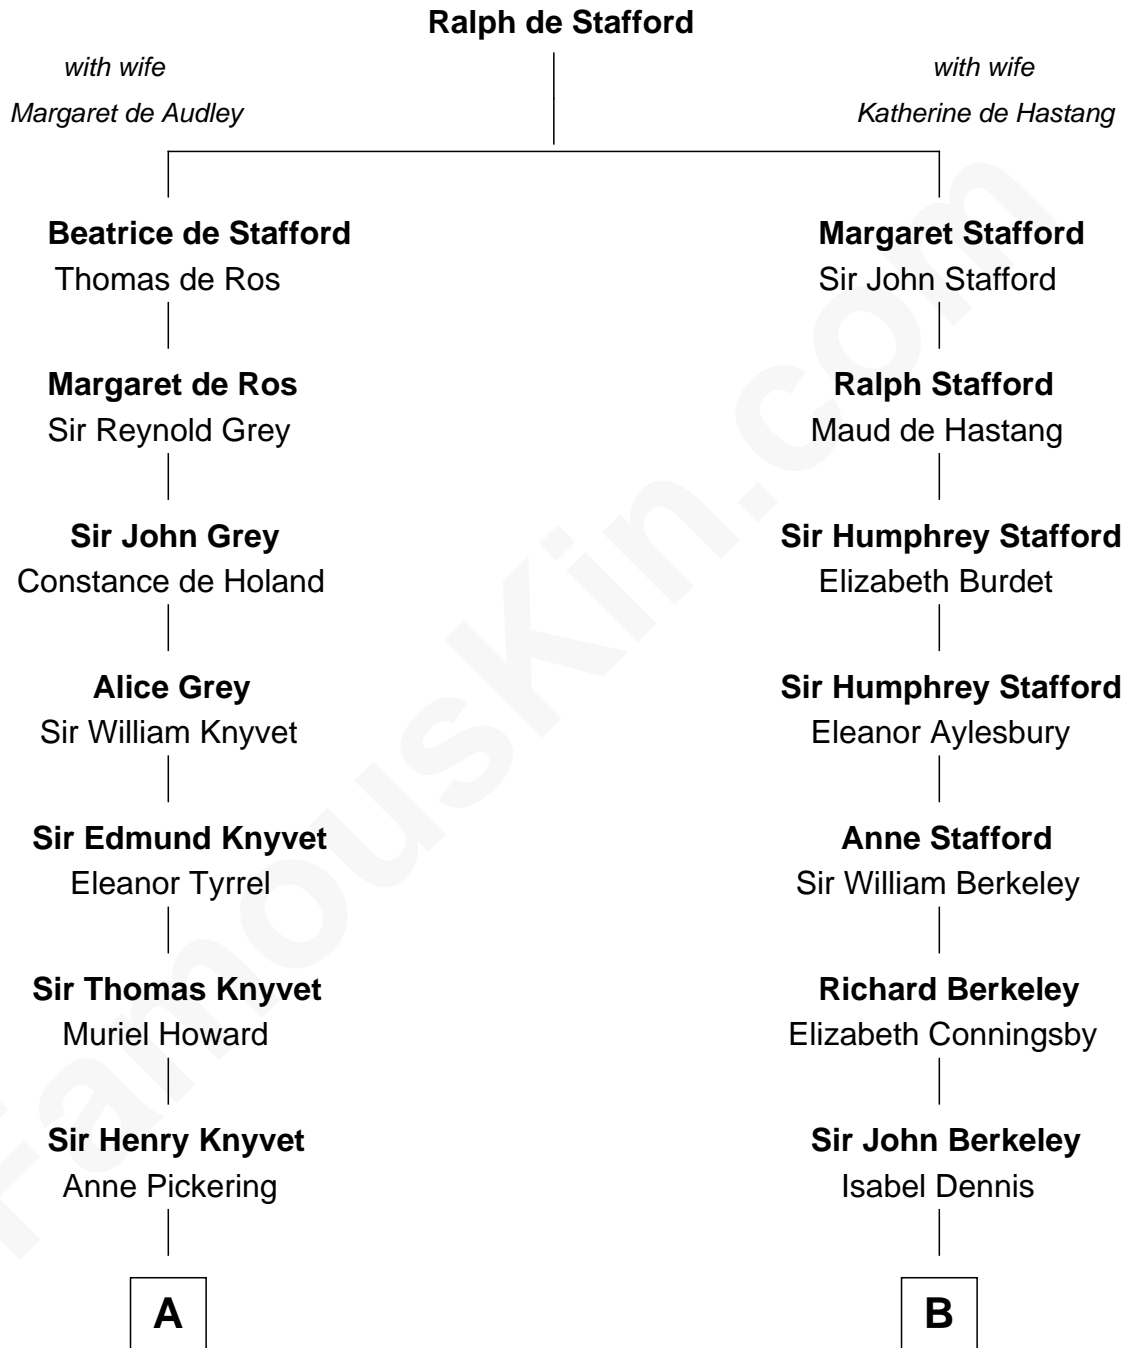 Ralph de Stafford
with wife
Margaret de Audley
with wife
Katherine de Hastang
Beatrice de Stafford
Thomas de Ros
Margaret de Ros
Sir Reynold Grey
Sir John Grey
Constance de Holand
Alice Grey
Sir William Knyvet
Sir Edmund Knyvet
Eleanor Tyrrel
Sir Thomas Knyvet
Muriel Howard
Sir Henry Knyvet
Anne Pickering
A
Margaret Stafford
Sir John Stafford
Ralph Stafford
Maud de Hastang
Sir Humphrey Stafford
Elizabeth Burdet
Sir Humphrey Stafford
Eleanor Aylesbury
Anne Stafford
Sir William Berkeley
Richard Berkeley
Elizabeth Conningsby
Sir John Berkeley
Isabel Dennis
B
FamousKin.com